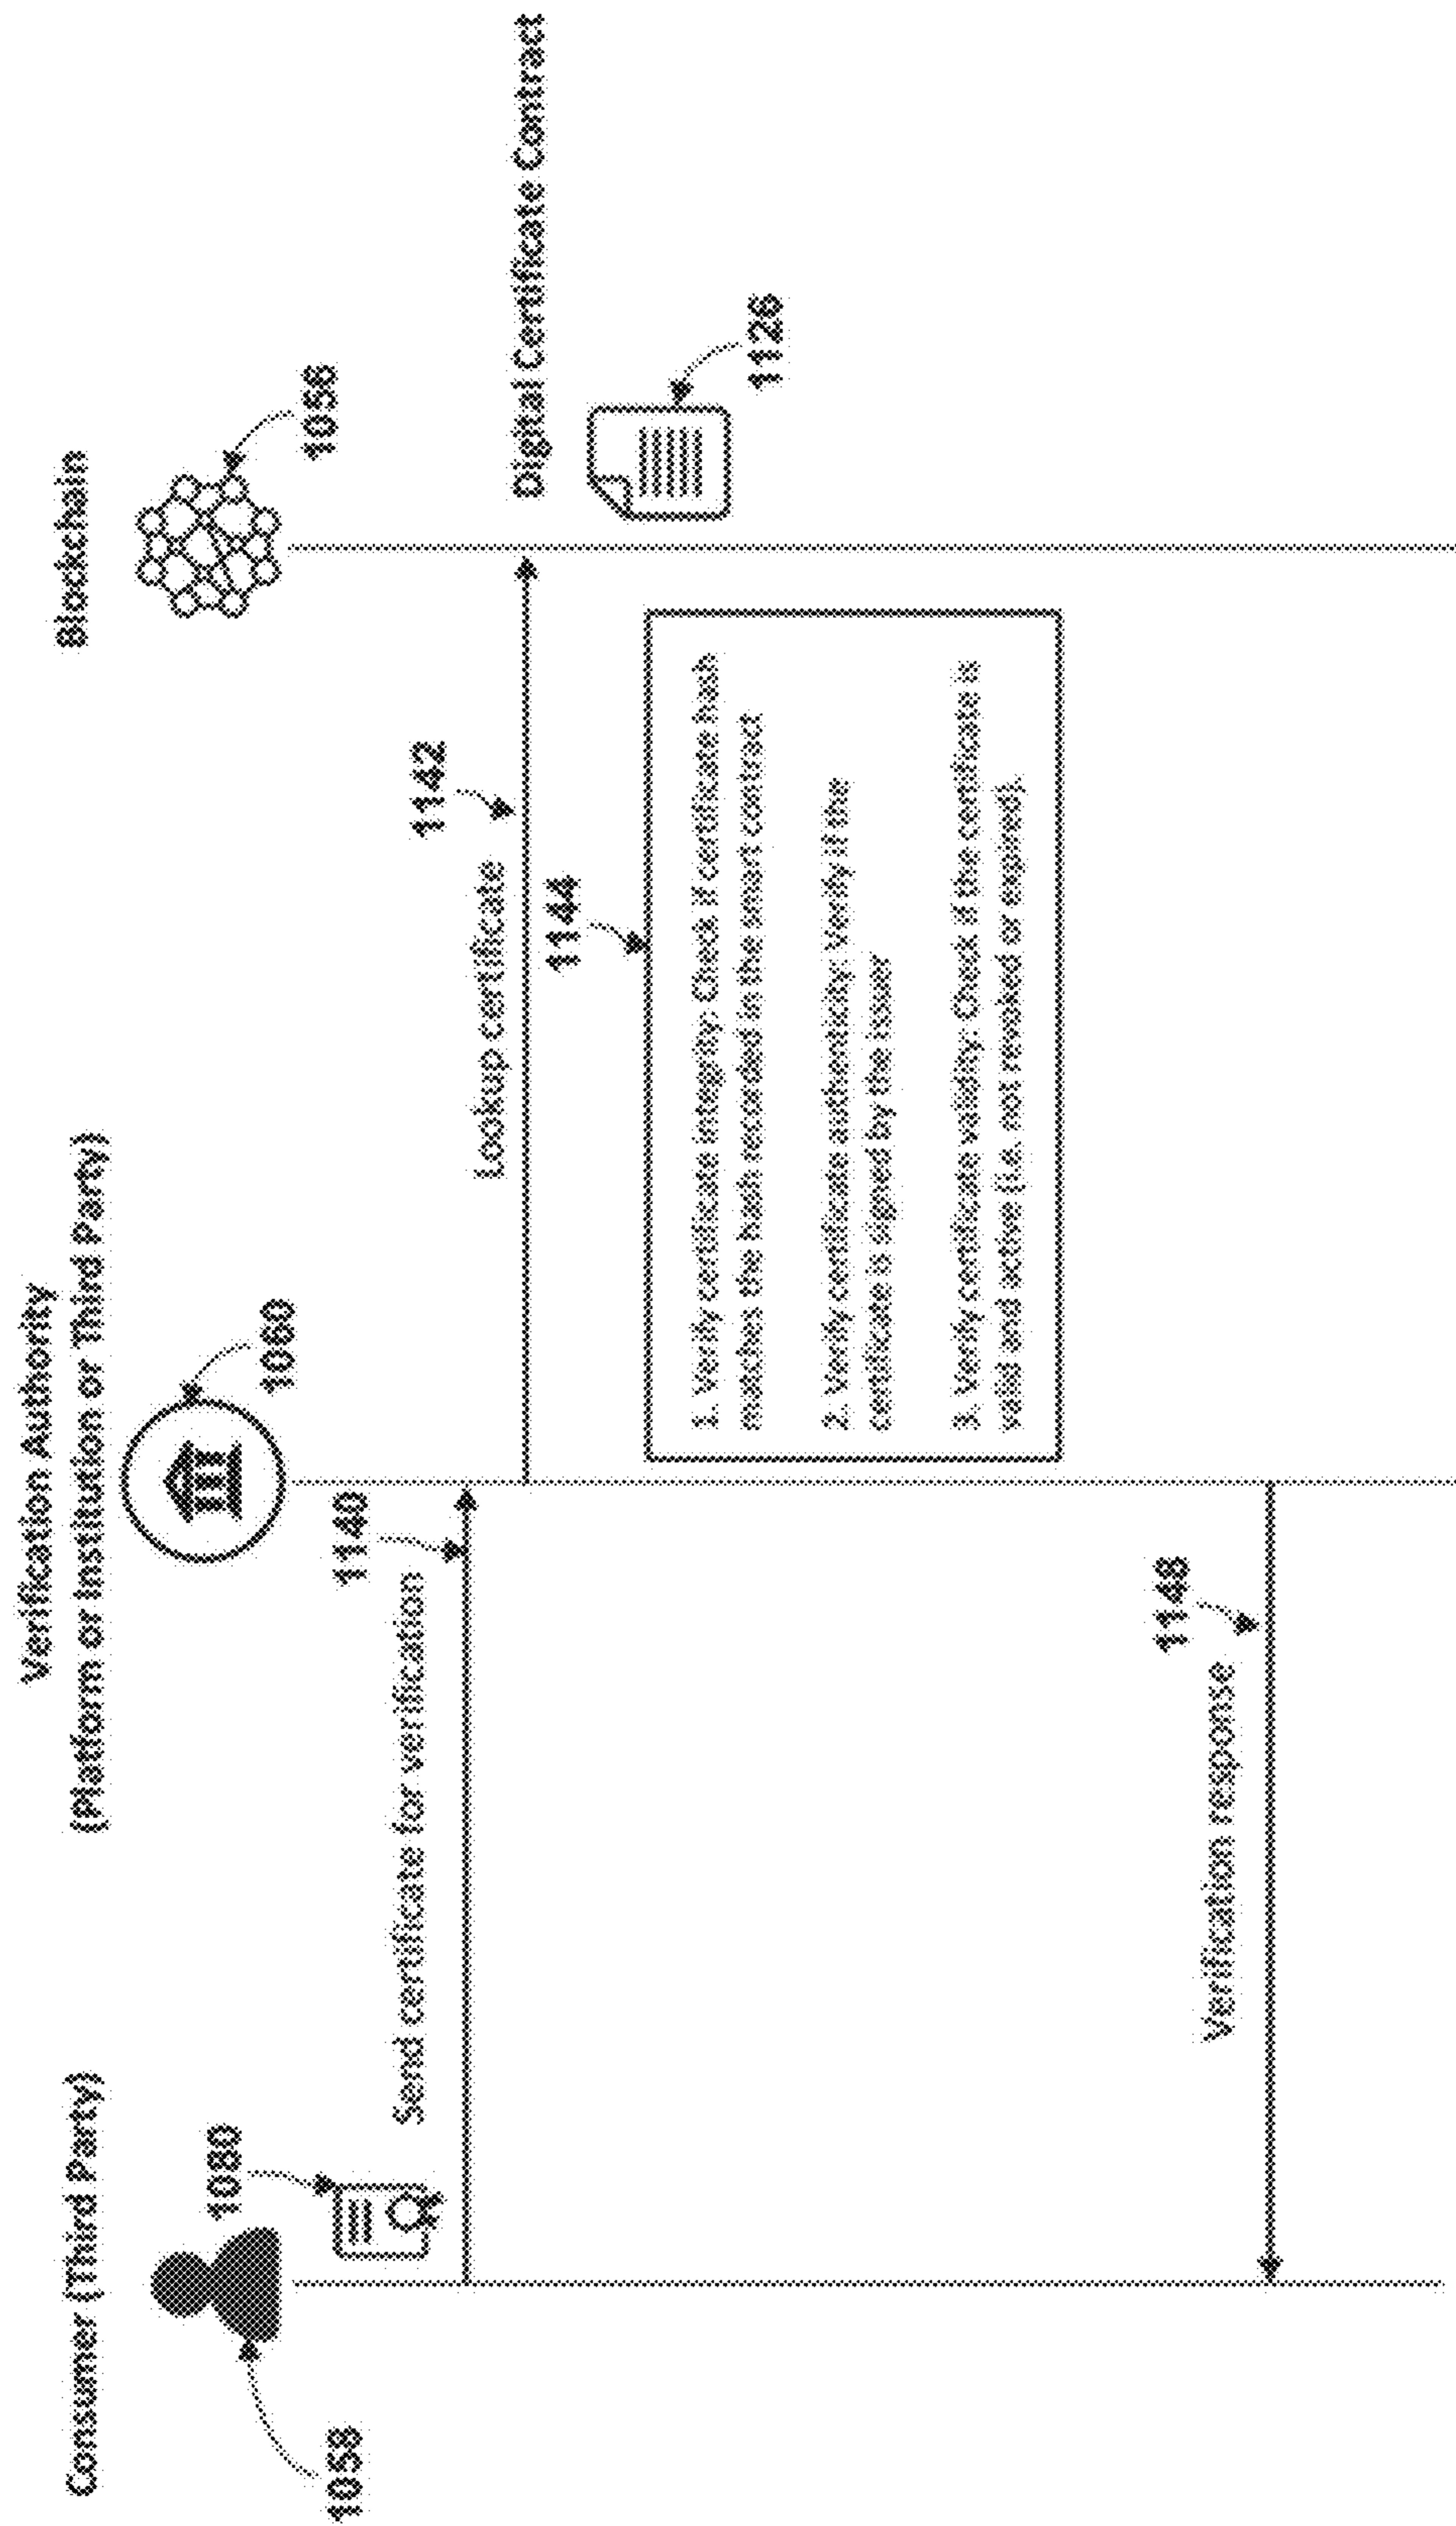 Consumer (Third Party)
Verification Authority
(Platform or Institution or Third Party)
Blockchain
1058
1080
1060
1056
Send certificate for verification
1140
Lookup certificate
1142
Digital Certificate Contract
1126
1144
1. Verify certificate integrity: Check if certificate hash
matches the hash recorded in the smart contract
2. Verify certificate authenticity: Verify if the
certificate is signed by the issuer
3. Verify certificate validity: Check if the certificate is
valid and active (i.e. not revoked or expired).
Verification response
1148